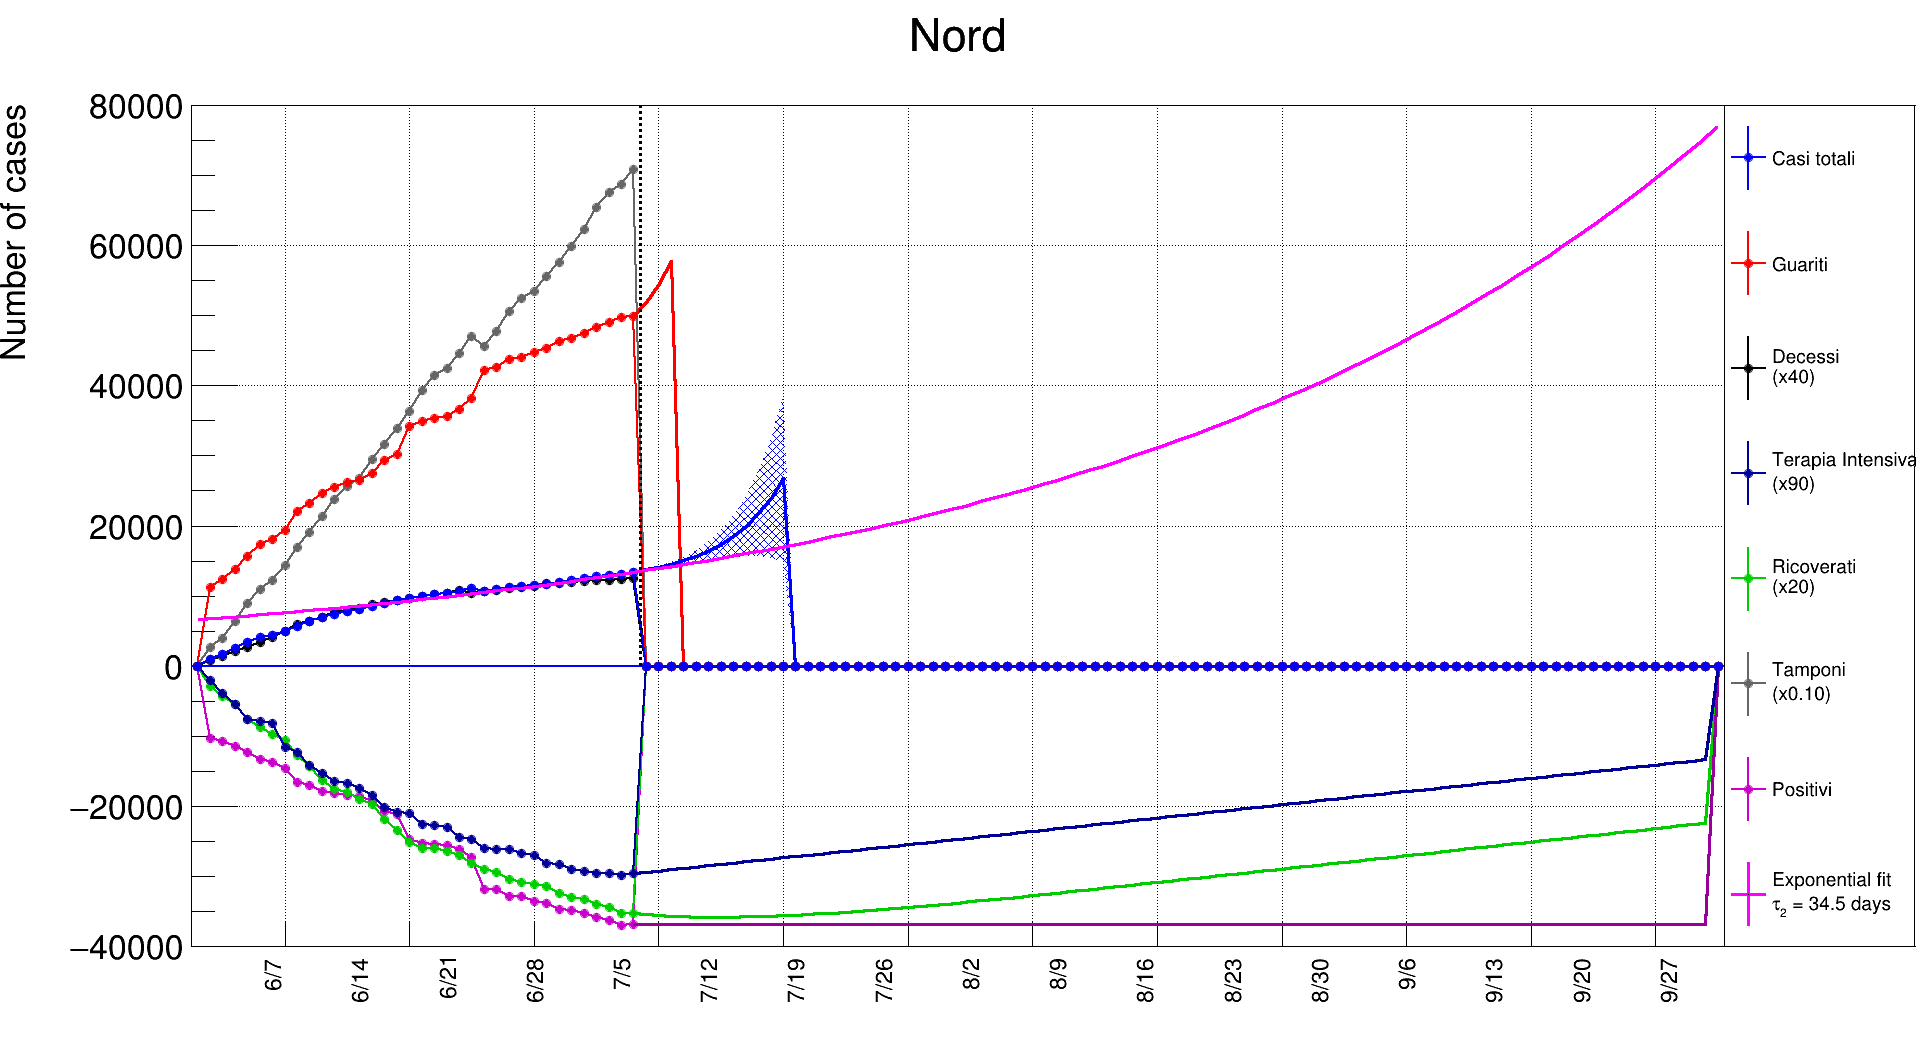 Nord
Number of cases
80000
60000
40000
20000
0
−20000
−40000
6/7
6/14
6/21
6/28
7/5
7/12
7/19
7/26
8/2
8/9
8/16
8/23
8/30
9/6
9/13
9/20
9/27
Casi totali
Guariti
Decessi
(x40)
Terapia Intensiva
(x90)
Ricoverati
(x20)
Tamponi
(x0.10)
Positivi
Exponential fit
τ2 = 34.5 days